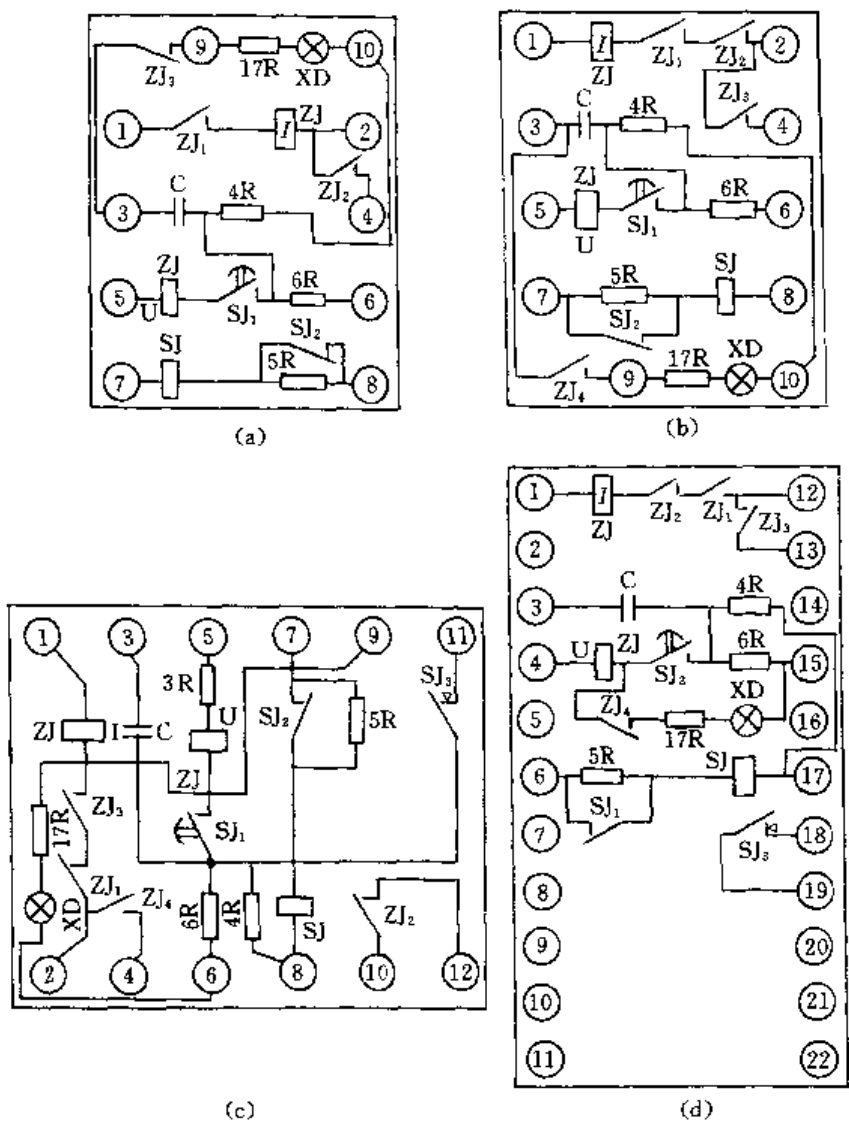 ZJ₃ ⑨ 17R XD ⑩
① ZJ₁ I ZJ ②
ZJ₂
③ C 4R ④
⑤ U ZJ SJ₁ 6R ⑥
⑦ SJ SJ₂ 5R ⑧
(a)
① I ZJ ZJ₁ ZJ₂ ②
ZJ₃
③ C 4R ④
⑤ ZJ U SJ₁ 6R ⑥
⑦ 5R SJ₂ SJ ⑧
ZJ₄ ⑨ 17R XD ⑩
(b)
① ③ ⑤ ⑦ ⑨ ⑪
3R SJ₃
ZJ I C U SJ₂ 5R
ZJ
ZJ₃
17R SJ₁
ZJ₁ ZJ₄
XD 6R 4R SJ ZJ₂
② ④ ⑥ ⑧ ⑩ ⑫
(c)
① I ZJ ZJ₂ ZJ₁ ⑫
ZJ₃
② ⑬
③ C 4R ⑭
④ U ZJ SJ₂ 6R ⑮
⑤ ZJ₄ 17R XD ⑯
⑥ 5R SJ ⑰
SJ₁
⑦ SJ₃ ⑱
⑧ ⑲
⑨ ⑳
⑩ ㉑
⑪ ㉒
(d)